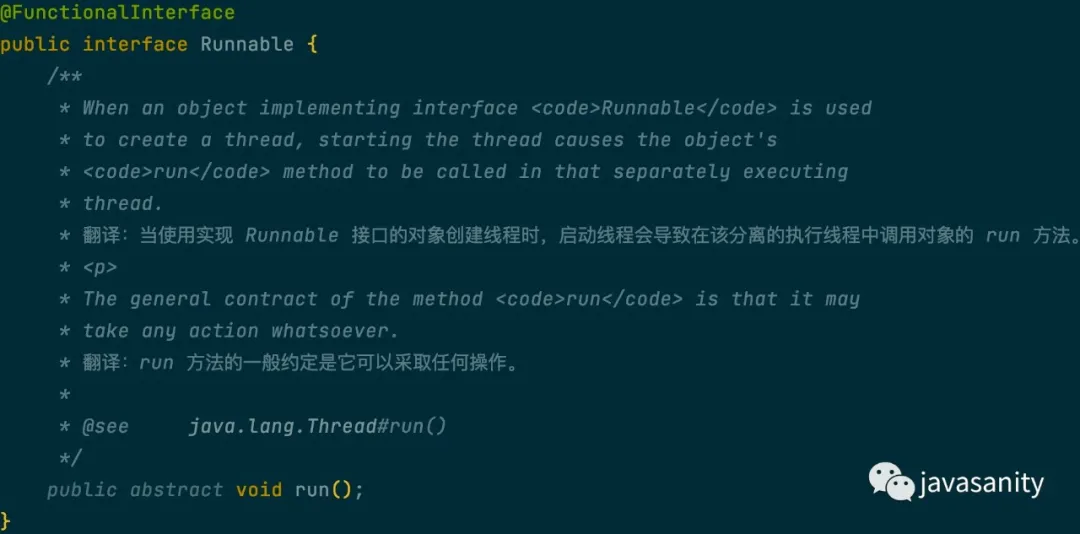 @FunctionalInterface
public interface Runnable {
/**
* When an object implementing interface <code>Runnable</code> is used
* to create a thread, starting the thread causes the object's
* <code>run</code> method to be called in that separately executing
* thread.
* 翻译：当使用实现 Runnable 接口的对象创建线程时，启动线程会导致在该分离的执行线程中调用对象的 run 方法。
* <p>
* The general contract of the method <code>run</code> is that it may
* take any action whatsoever.
* 翻译：run 方法的一般约定是它可以采取任何操作。
*
* @see     java.lang.Thread#run()
*/
public abstract void run();
}
javasanity